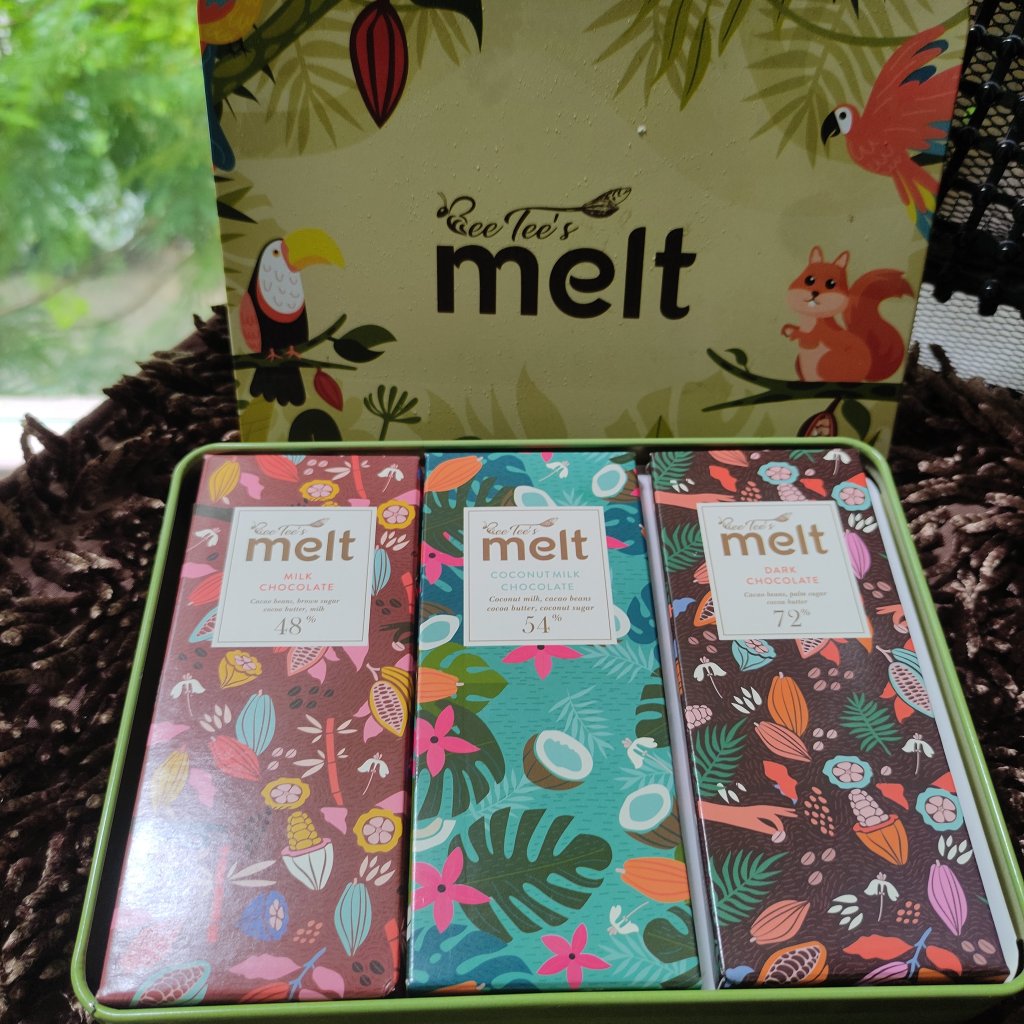 Bee Tee's
melt
Bee Tee's
melt
MILK
CHOCOLATE
Cacao beans, brown sugar
cocoa butter, milk
48%
Bee Tee's
melt
COCONUT MILK
CHOCOLATE
Coconut milk, cacao beans
cocoa butter, coconut sugar
54%
Bee Tee's
melt
DARK
CHOCOLATE
Cacao beans, palm sugar
cocoa butter
72%